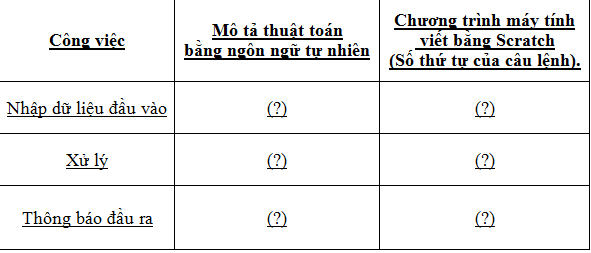 Công việc
Mô tả thuật toán
bằng ngôn ngữ tự nhiên
Chương trình máy tính
viết bằng Scratch
(Số thứ tự của câu lệnh).
Nhập dữ liệu đầu vào
(?)
(?)
Xử lý
(?)
(?)
Thông báo đầu ra
(?)
(?)